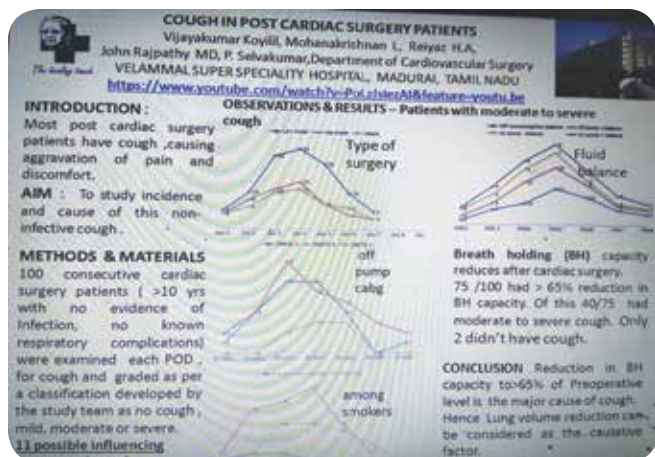 COUGH IN POST CARDIAC SURGERY PATIENTS
Vijayakumar Koyilil, Mohanakrishnan L, Reiyas H.A,
John Rajpathy MD, P. Selvakumar,Department of Cardiovascular Surgery
VELAMMAL SUPER SPECIALITY HOSPITAL, MADURAI, TAMIL NADU
INTRODUCTION :
Most post cardiac surgery
patients have cough ,causing
aggravation of pain and
discomfort.
AIM : To study incidence
and cause of this non-
infective cough .
METHODS & MATERIALS
100 consecutive cardiac
surgery patients ( >10 yrs
with no evidence of
Infection, no known
respiratory complications)
were examined each POD ,
for cough and graded as per
a classification developed by
the study team as no cough ,
mild, moderate or severe.
11 possible influencing
OBSERVATIONS & RESULTS – Patients with moderate to severe
cough
Type of
surgery
off
pump
cabg
among
smokers
Fluid
balance
Breath holding (BH) capacity
reduces after cardiac surgery.
75 /100 had > 65% reduction in
BH capacity. Of this 40/75 had
moderate to severe cough. Only
2 didn't have cough.
CONCLUSION Reduction in BH
capacity to>65% of Preoperative
level is the major cause of cough.
Hence Lung volume reduction can
be considered as the causative
factor.